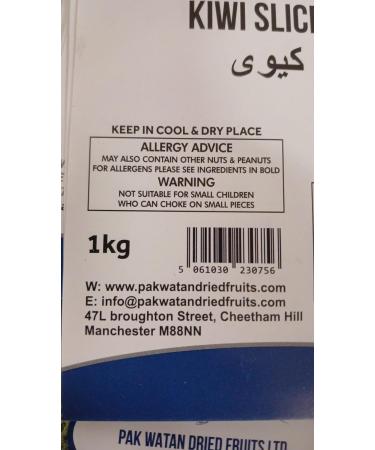 KIWI SLIC
کیوی
KEEP IN COOL & DRY PLACE
ALLERGY ADVICE
MAY ALSO CONTAIN OTHER NUTS & PEANUTS
FOR ALLERGENS PLEASE SEE INGREDIENTS IN BOLD
WARNING
NOT SUITABLE FOR SMALL CHILDREN
WHO CAN CHOKE ON SMALL PIECES
1kg
5 061030 230756
W: www.pakwatandriedfruits.com
E: info@pakwatandriedfruits.com
47L broughton Street, Cheetham Hill
Manchester M88NN
PAK WATAN DRIED FRUITS LTD